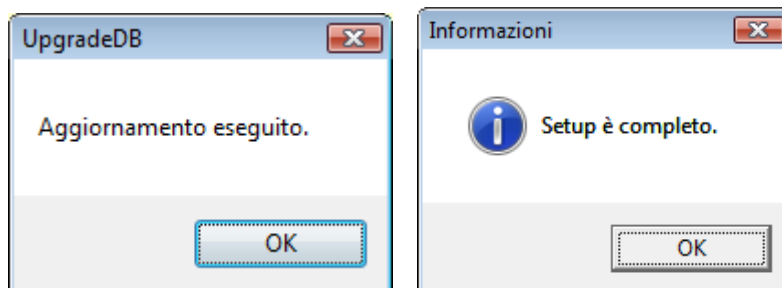 UpgradeDB
Aggiornamento eseguito.
OK
Informazioni
Setup è completo.
OK